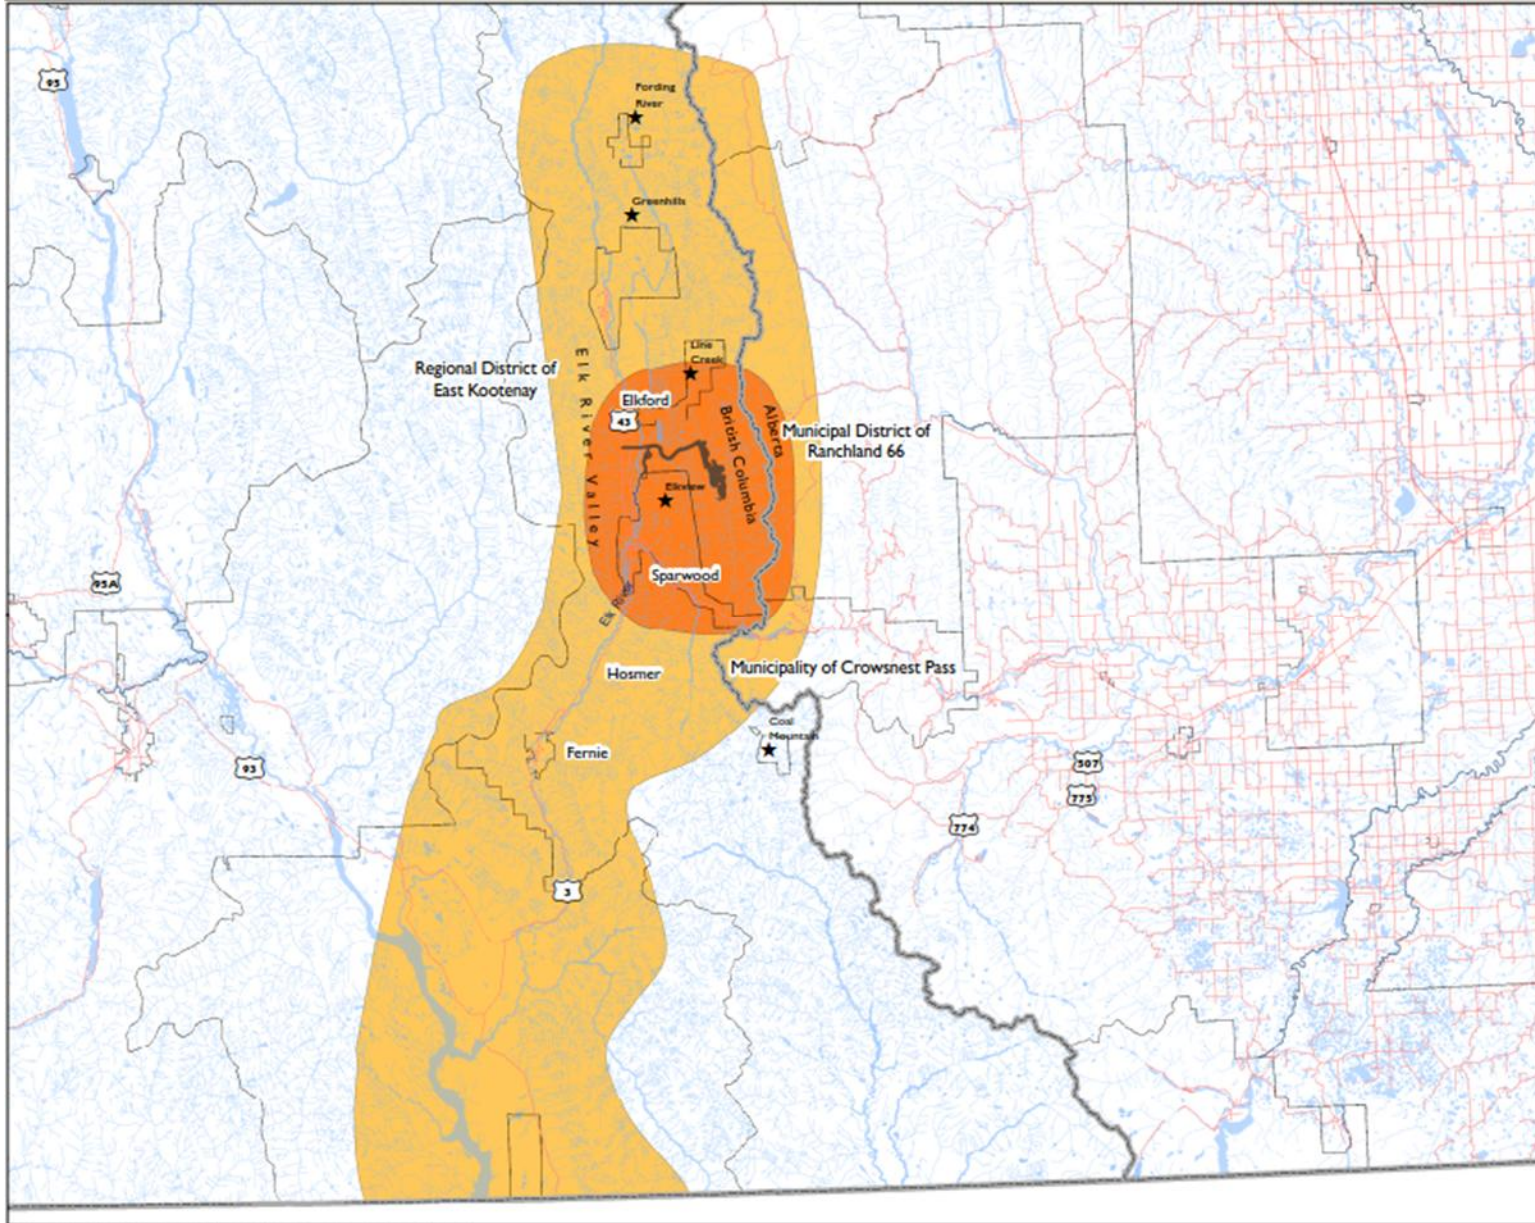 95
Fording
River
Greenhills
Line
Creek
Regional District of
East Kootenay
Elk River Valley
Elkford
43
British Columbia
Alberta
Municipal District of
Ranchland 66
Elkview
95A
Sparwood
Elk River
Hosmer
Municipality of Crowsnest Pass
Coal
Mountain
Fernie
93
507
775
774
3